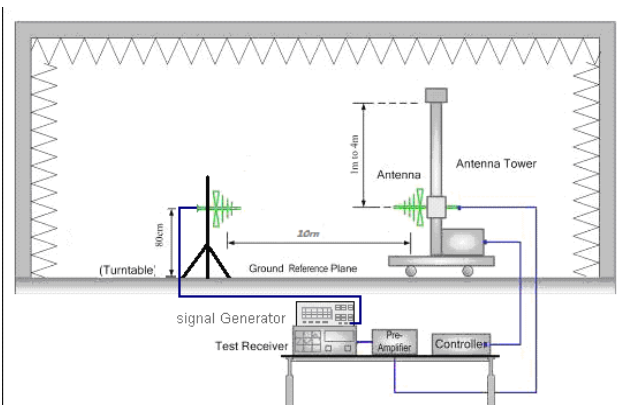 1m to 4m
Antenna
Antenna Tower
80cm
10m
(Turntable)
Ground Reference Plane
signal Generator
Test Receiver
Pre-
Amplifier
Controller